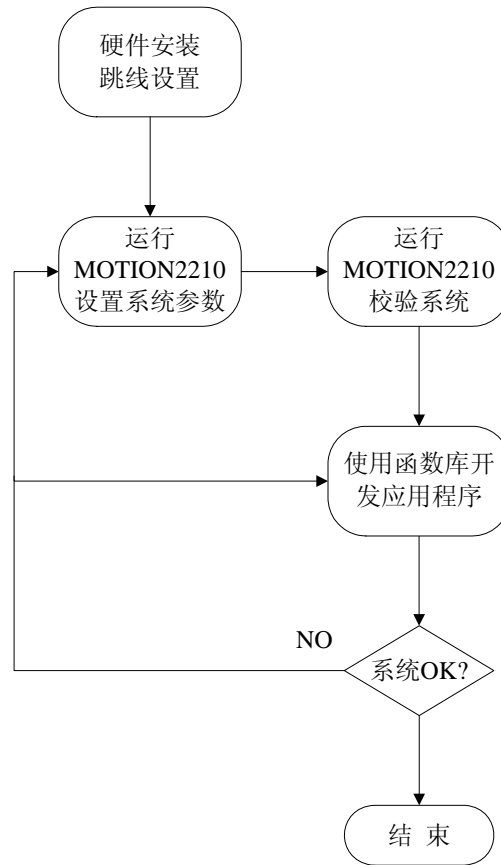 硬件安装
跳线设置
运行
MOTION2210
设置系统参数
运行
MOTION2210
校验系统
使用函数库开
发应用程序
NO
系统OK?
结 束